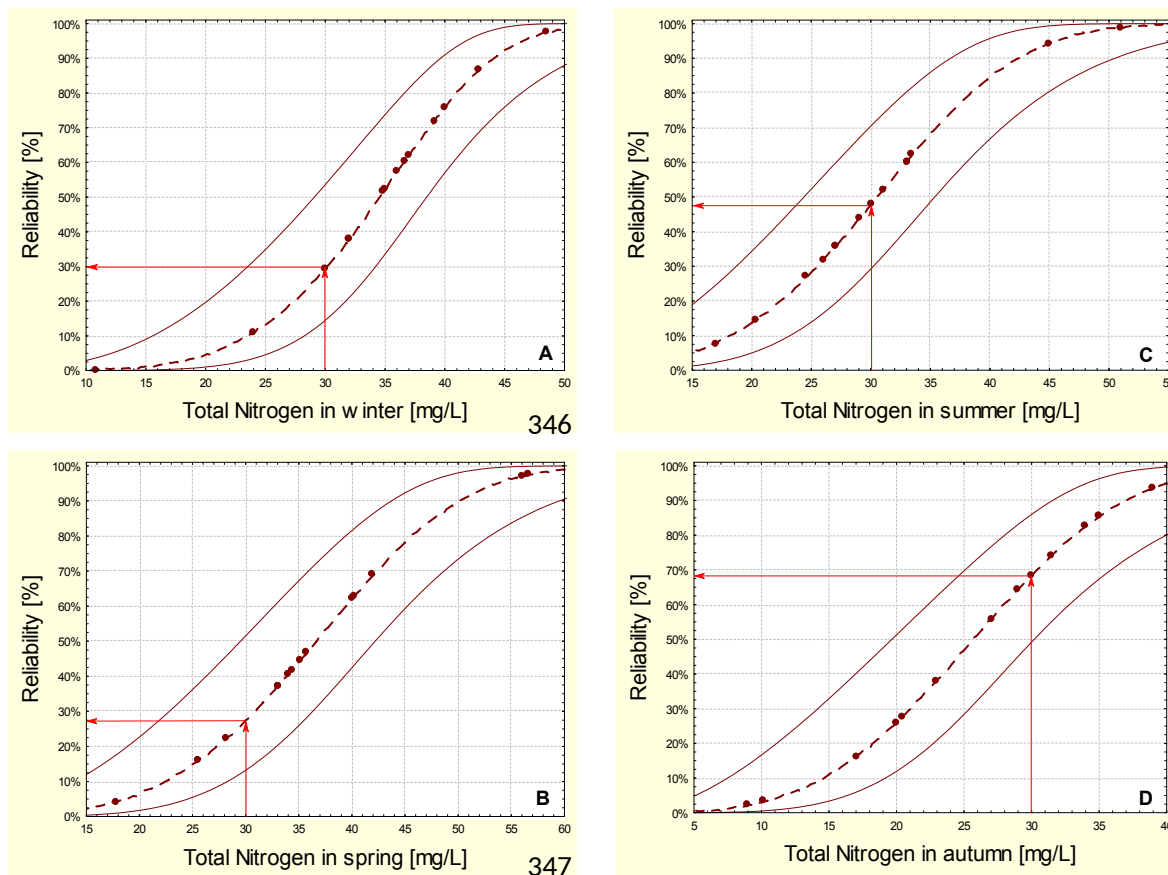 100%
90%
80%
70%
60%
50%
40%
30%
20%
10%
0%
Reliability [%]
10 15 20 25 30 35 40 45 50
A
Total Nitrogen in winter [mg/L]
346
100%
90%
80%
70%
60%
50%
40%
30%
20%
10%
0%
Reliability [%]
15 20 25 30 35 40 45 50 55
C
Total Nitrogen in summer [mg/L]
100%
90%
80%
70%
60%
50%
40%
30%
20%
10%
0%
Reliability [%]
15 20 25 30 35 40 45 50 55 60
B
Total Nitrogen in spring [mg/L]
347
100%
90%
80%
70%
60%
50%
40%
30%
20%
10%
0%
Reliability [%]
5 10 15 20 25 30 35 40
D
Total Nitrogen in autumn [mg/L]